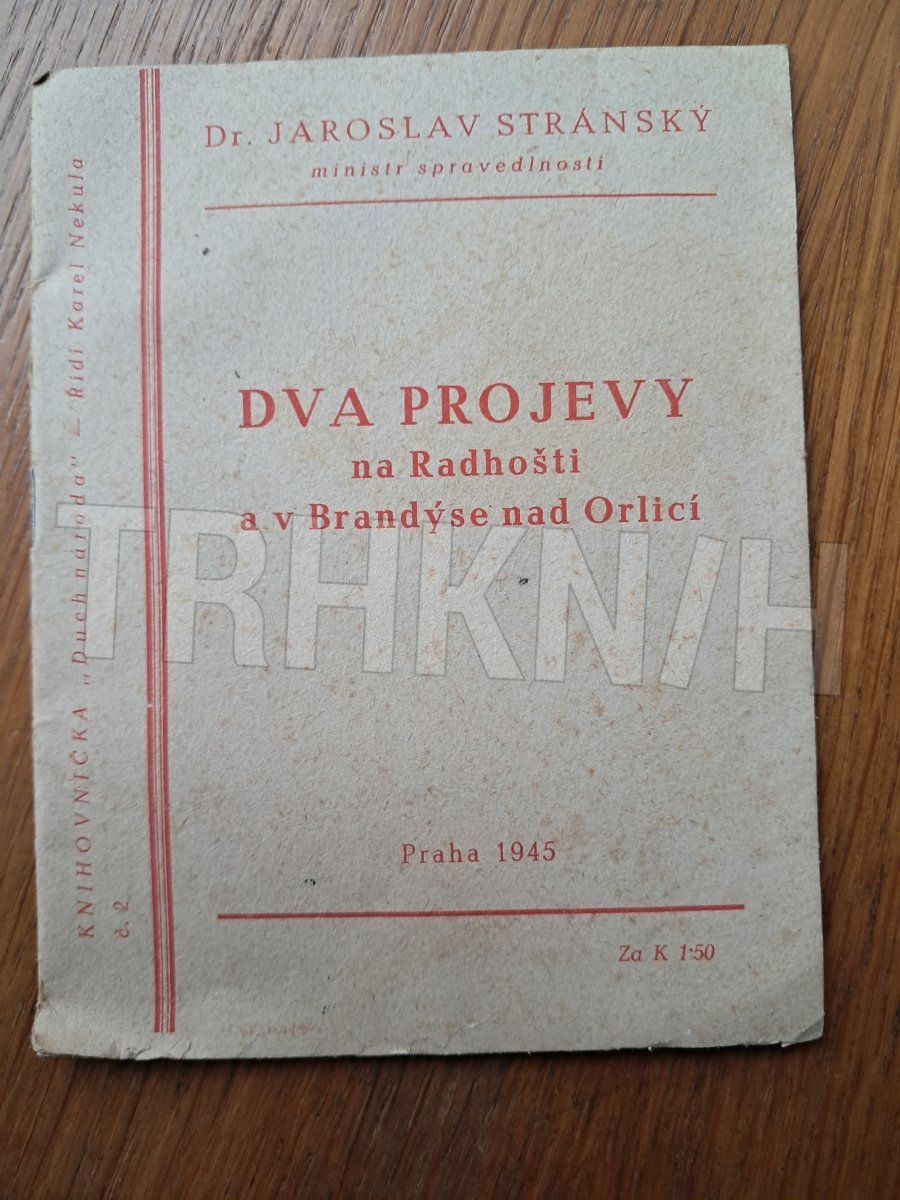 Dr. JAROSLAV STRÁNSKÝ
ministr spravedlnosti
DVA PROJEVY
na Radhošti
a v Brandýse nad Orlicí
Praha 1945
Za K 1·50
KNIHOVNIČKA „Duch národa" — Řídí Karel Nekula
č. 2.
TRHKNIH